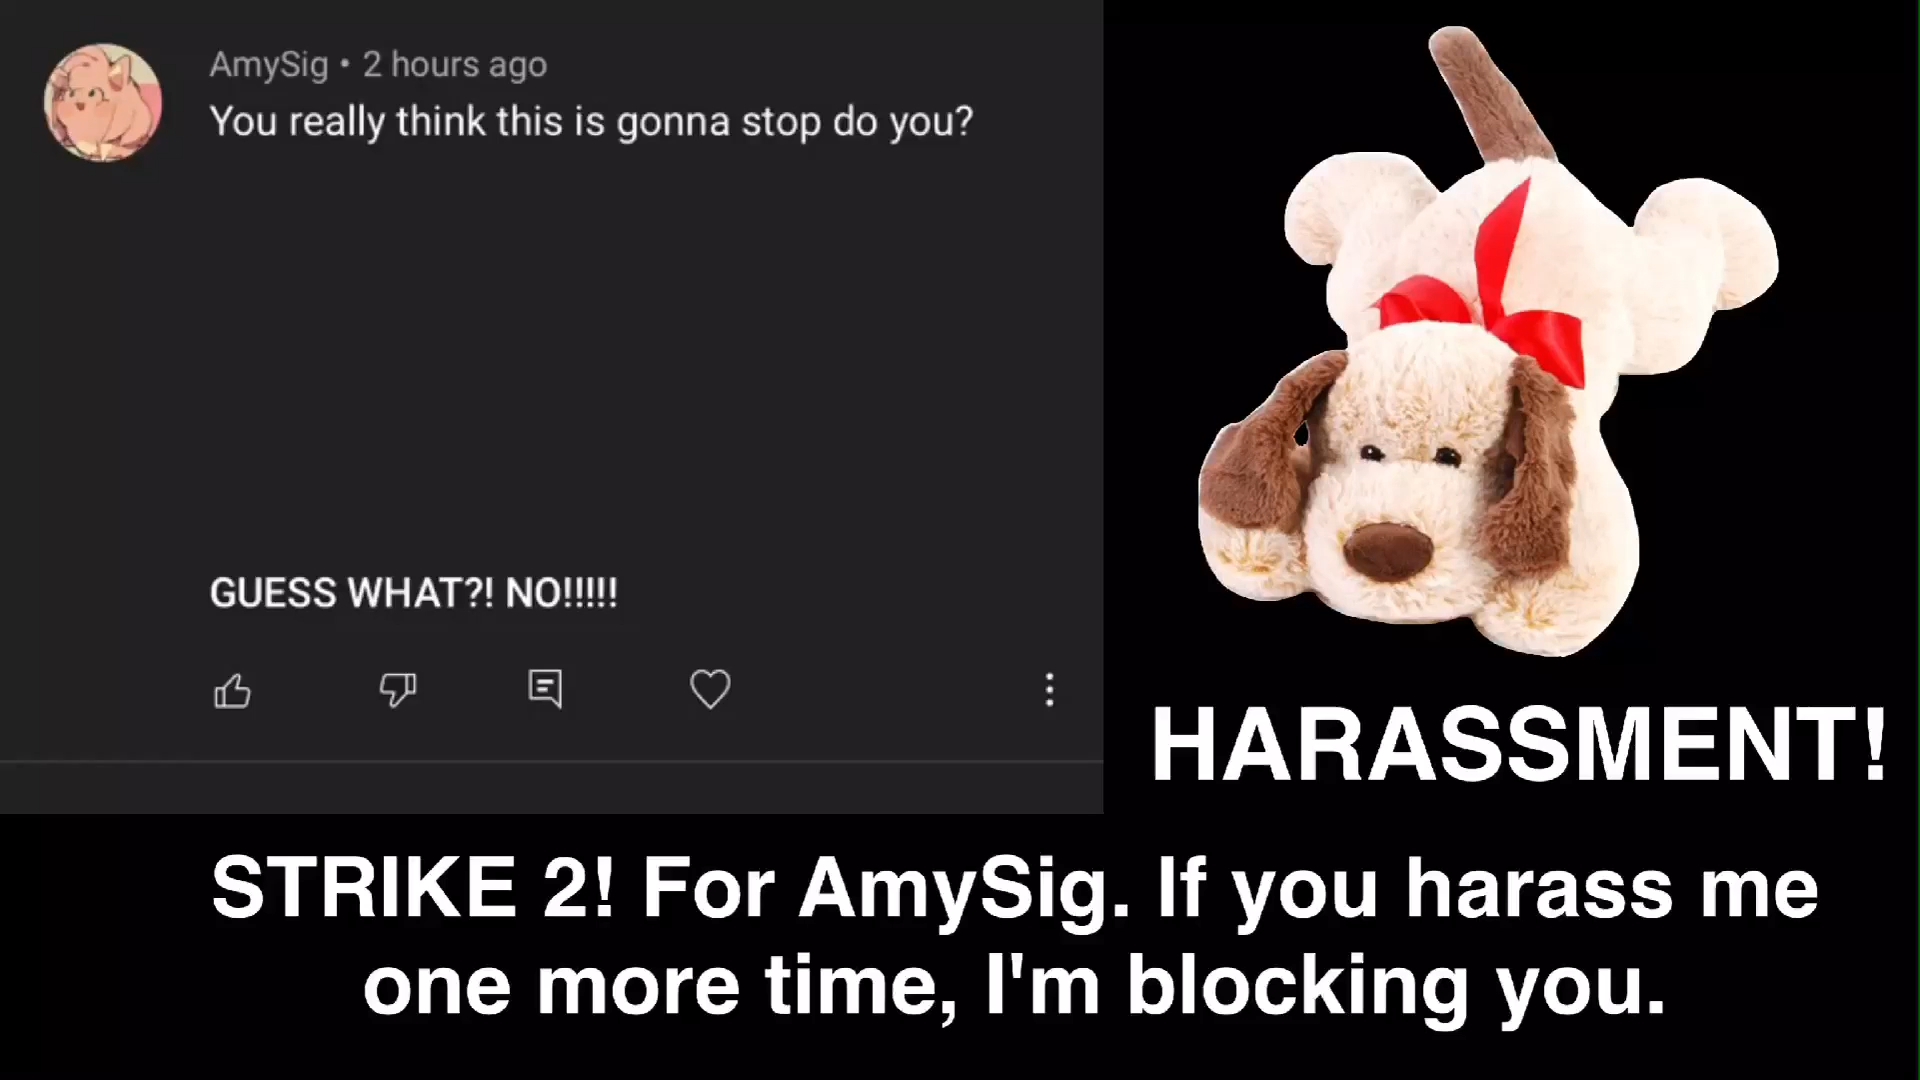 AmySig • 2 hours ago
You really think this is gonna stop do you?
GUESS WHAT?! NO!!!!!
HARASSMENT!
STRIKE 2! For AmySig. If you harass me
one more time, I'm blocking you.